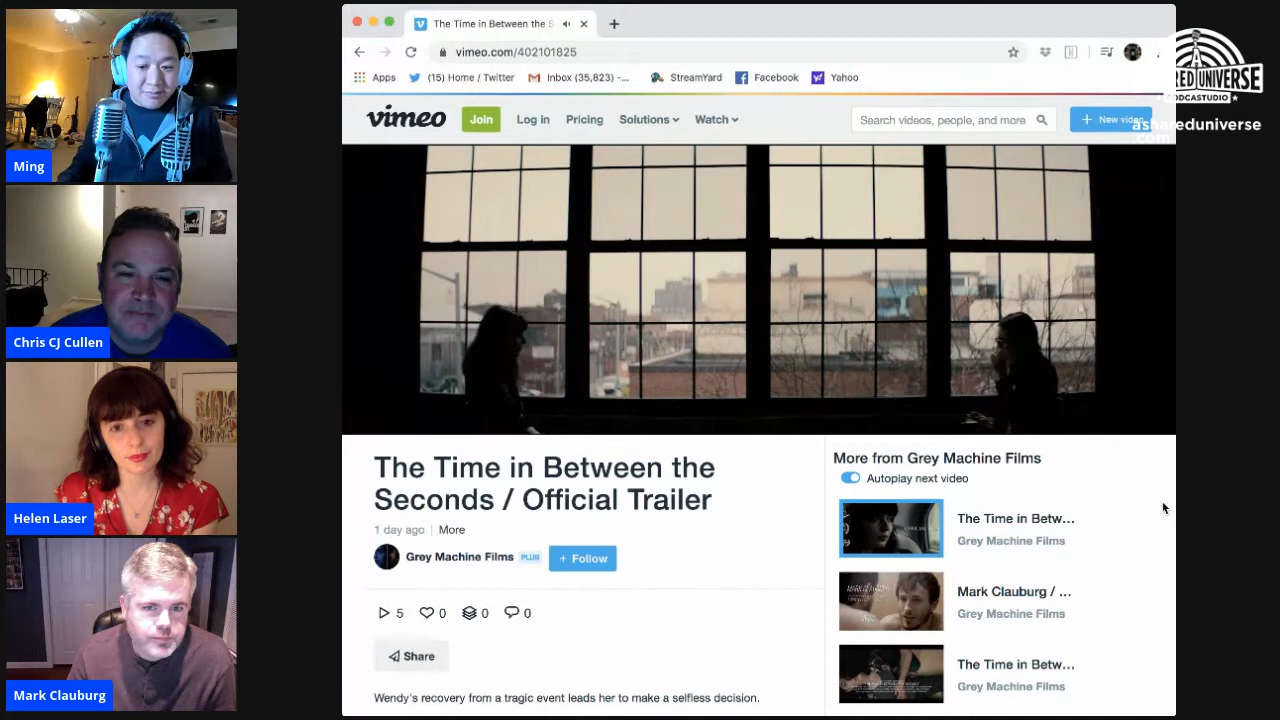 Ming
Chris CJ Cullen
Helen Laser
Mark Clauburg
The Time in Between the S
vimeo.com/402101825
Apps
(15) Home / Twitter
Inbox (35,823) -...
StreamYard
Facebook
Yahoo
vimeo
Join
Log in
Pricing
Solutions
Watch
Search videos, people, and more
+ New video
UNIVERSE
PODCASTUDIO
ashareduniverse
.com
The Time in Between the
Seconds / Official Trailer
1 day ago
More
Grey Machine Films
PLUS
+ Follow
5
0
0
0
Share
Wendy's recovery from a tragic event leads her to make a selfless decision.
More from Grey Machine Films
Autoplay next video
The Time in Betw...
Grey Machine Films
Mark Clauburg / ...
Grey Machine Films
The Time in Betw...
Grey Machine Films